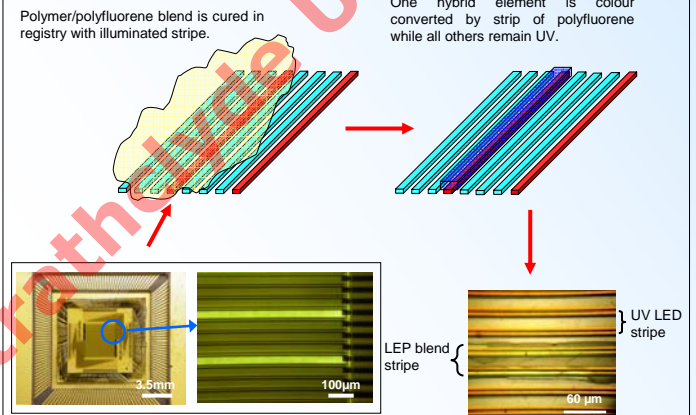 Polymer/polyfluorene blend is cured in
registry with illuminated stripe.
One hybrid element is colour
converted by strip of polyfluorene
while all others remain UV.
3.5mm
100µm
LEP blend
stripe
UV LED
stripe
60 µm